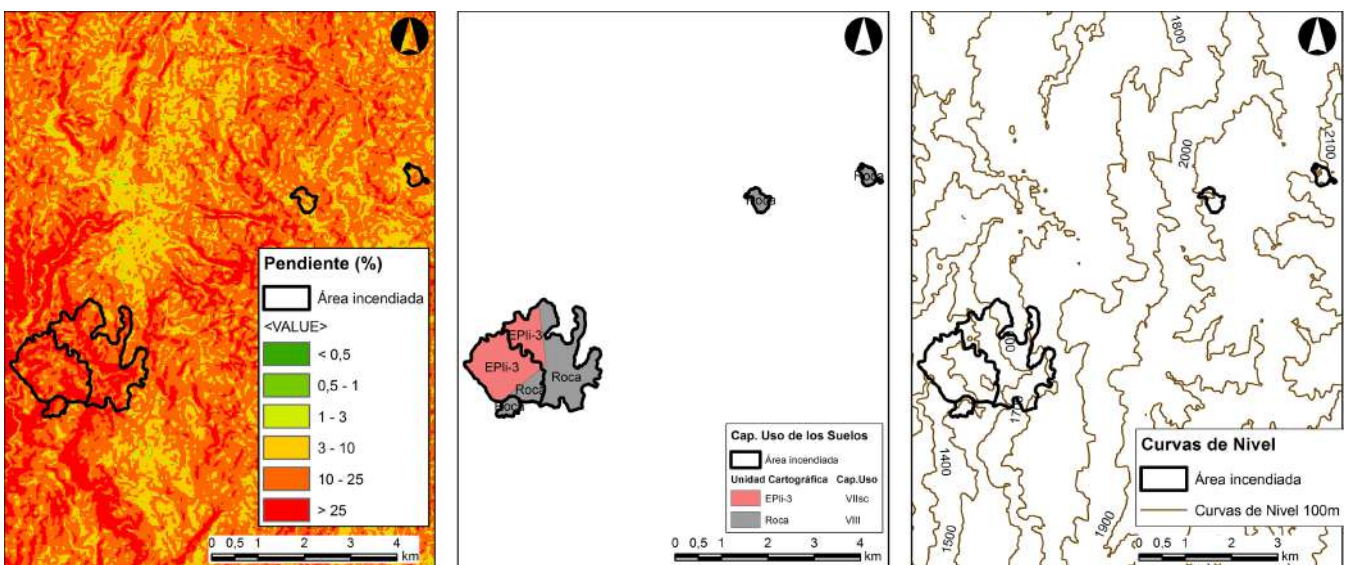 Pendiente (%)
Área incendiada
<VALUE>
< 0,5
0,5 - 1
1 - 3
3 - 10
10 - 25
> 25
0 0,5 1 2 3 4
km
Roca
Roca
EPli-3
EPli-3
Roca
Roca
Roca
Cap. Uso de los Suelos
Área incendiada
Unidad Cartográfica Cap.Uso
EPli-3 VIIsc
Roca VIII
0 0,5 1 2 3 4
km
1800
2100
2000
1400
1500
1900
Curvas de Nivel
Área incendiada
Curvas de Nivel 100m
0 0,5 1 2 3
km